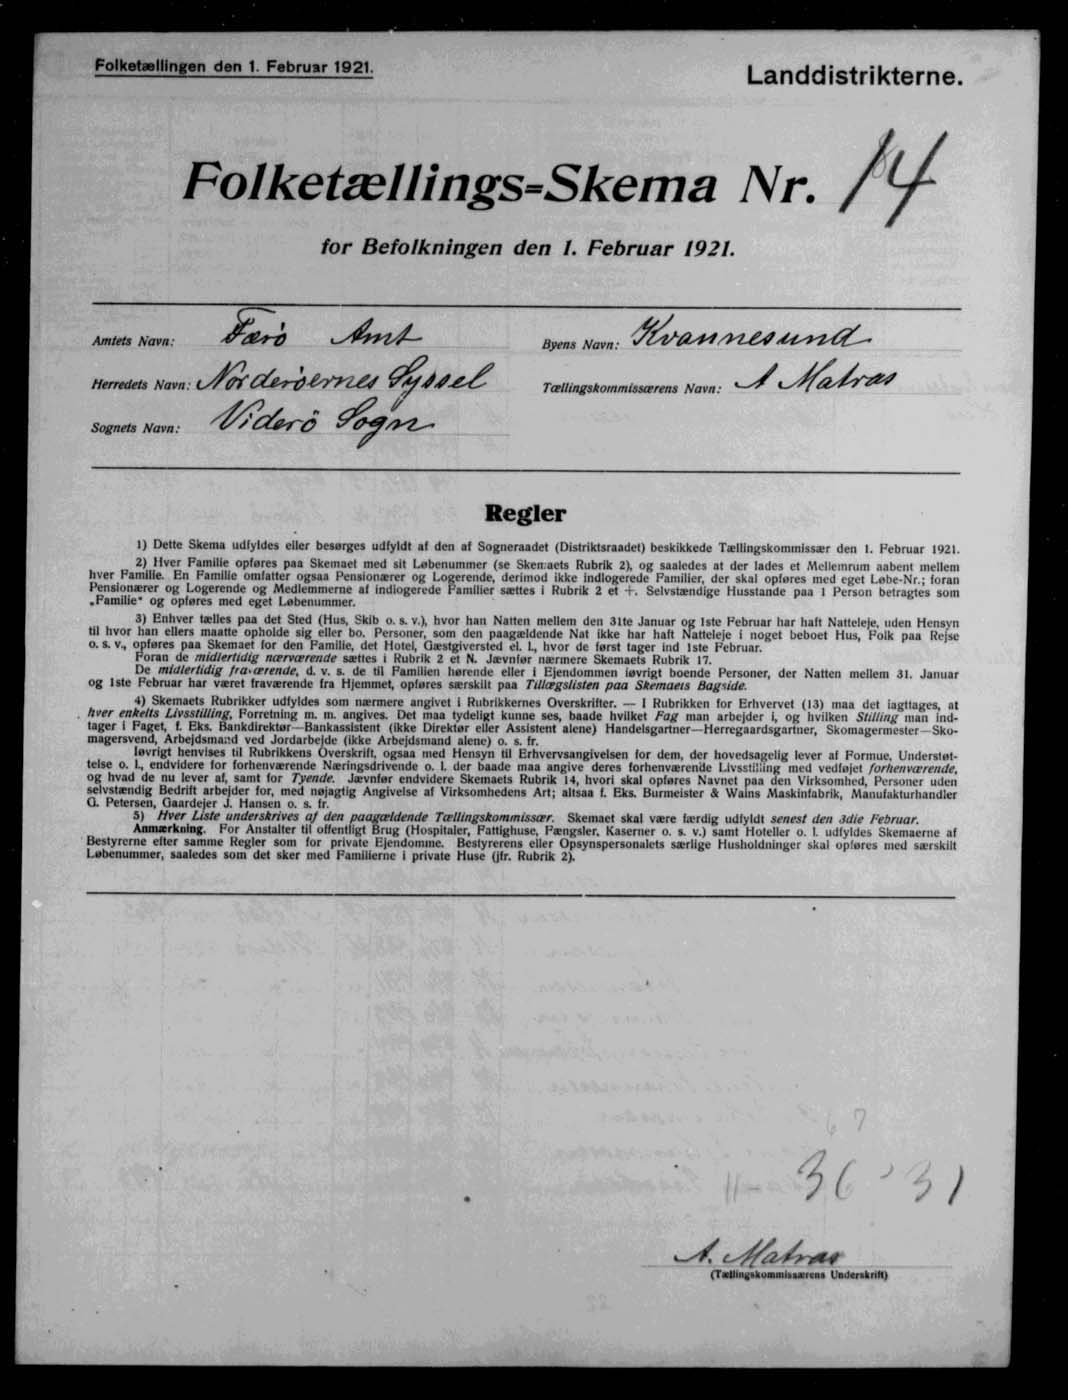 Folketællingen den 1. Februar 1921.
Landdistrikterne.
Folketællings=Skema Nr. 14
for Befolkningen den 1. Februar 1921.
Amtets Navn: Færö Amt
Byens Navn: Kvannesund
Herredets Navn: Norderöernes Syssel
Tællingskommissærens Navn: A Matras
Sognets Navn: Viderö Sogn
Regler
1) Dette Skema udfyldes eller besørges udfyldt af den af Sogneraadet (Distriktsraadet) beskikkede Tællingskommissær den 1. Februar 1921.
2) Hver Familie opføres paa Skemaet med sit Løbenummer (se Skemaets Rubrik 2), og saaledes at der lades et Mellemrum aabent mellem
hver Familie. En Familie omfatter ogsaa Pensionærer og Logerende, derimod ikke indlogerede Familier, der skal opføres med eget Løbe-Nr.; foran
Pensionærer og Logerende og Medlemmerne af indlogerede Familier sættes i Rubrik 2 et +. Selvstændige Husstande paa 1 Person betragtes som
„Familie“ og opføres med eget Løbenummer.
3) Enhver tælles paa det Sted (Hus, Skib o. s. v.), hvor han Natten mellem den 31te Januar og 1ste Februar har haft Natteleje, uden Hensyn
til hvor han ellers maatte opholde sig eller bo. Personer, som den paagældende Nat ikke har haft Natteleje i noget beboet Hus, Folk paa Rejse
o. s. v., opføres paa Skemaet for den Familie, det Hotel, Gæstgiversted el. l., hvor de først tager ind 1ste Februar.
Foran de midlertidig nærværende sættes i Rubrik 2 et N. Jævnfør nærmere Skemaets Rubrik 17.
De midlertidig fraværende, d. v. s. de til Familien hørende eller i Ejendommen iøvrigt boende Personer, der Natten mellem 31. Januar
og 1ste Februar har været fraværende fra Hjemmet, opføres særskilt paa Tillægslisten paa Skemaets Bagside.
4) Skemaets Rubrikker udfyldes som nærmere angivet i Rubrikkernes Overskrifter. — I Rubrikken for Erhvervet (13) maa det iagttages, at
hver enkelts Livsstilling, Forretning m. m. angives. Det maa tydeligt kunne ses, baade hvilket Fag man arbejder i, og hvilken Stilling man ind-
tager i Faget, f. Eks. Bankdirektør—Bankassistent (ikke Direktør eller Assistent alene) Handelsgartner—Herregaardsgartner, Skomagermester—Sko-
magersvend, Arbejdsmand ved Jordarbejde (ikke Arbejdsmand alene) o. s. fr.
Iøvrigt henvises til Rubrikkens Overskrift, ogsaa med Hensyn til Erhvervsangivelsen for dem, der hovedsagelig lever af Formue, Understøt-
telse o. l., endvidere for forhenværende Næringsdrivende o. l. der baade maa angive deres forhenværende Livsstilling med vedføjet forhenværende,
og hvad de nu lever af, samt for Tyende. Jævnfør endvidere Skemaets Rubrik 14, hvori skal opføres Navnet paa den Virksomhed, Personer uden
selvstændig Bedrift arbejder for, med nøjagtig Angivelse af Virksomhedens Art; altsaa f. Eks. Burmeister & Wains Maskinfabrik, Manufakturhandler
G. Petersen, Gaardejer J. Hansen o. s. fr.
5) Hver Liste underskrives af den paagældende Tællingskommissær. Skemaet skal være færdig udfyldt senest den 3die Februar.
Anmærkning. For Anstalter til offentligt Brug (Hospitaler, Fattighuse, Fængsler, Kaserner o. s. v.) samt Hoteller o. l. udfyldes Skemaerne af
Bestyrerne efter samme Regler som for private Ejendomme. Bestyrerens eller Opsynspersonalets særlige Husholdninger skal opføres med særskilt
Løbenummer, saaledes som det sker med Familierne i private Huse (jfr. Rubrik 2).
6 7
36 31
A. Matras
(Tællingskommissærens Underskrift)